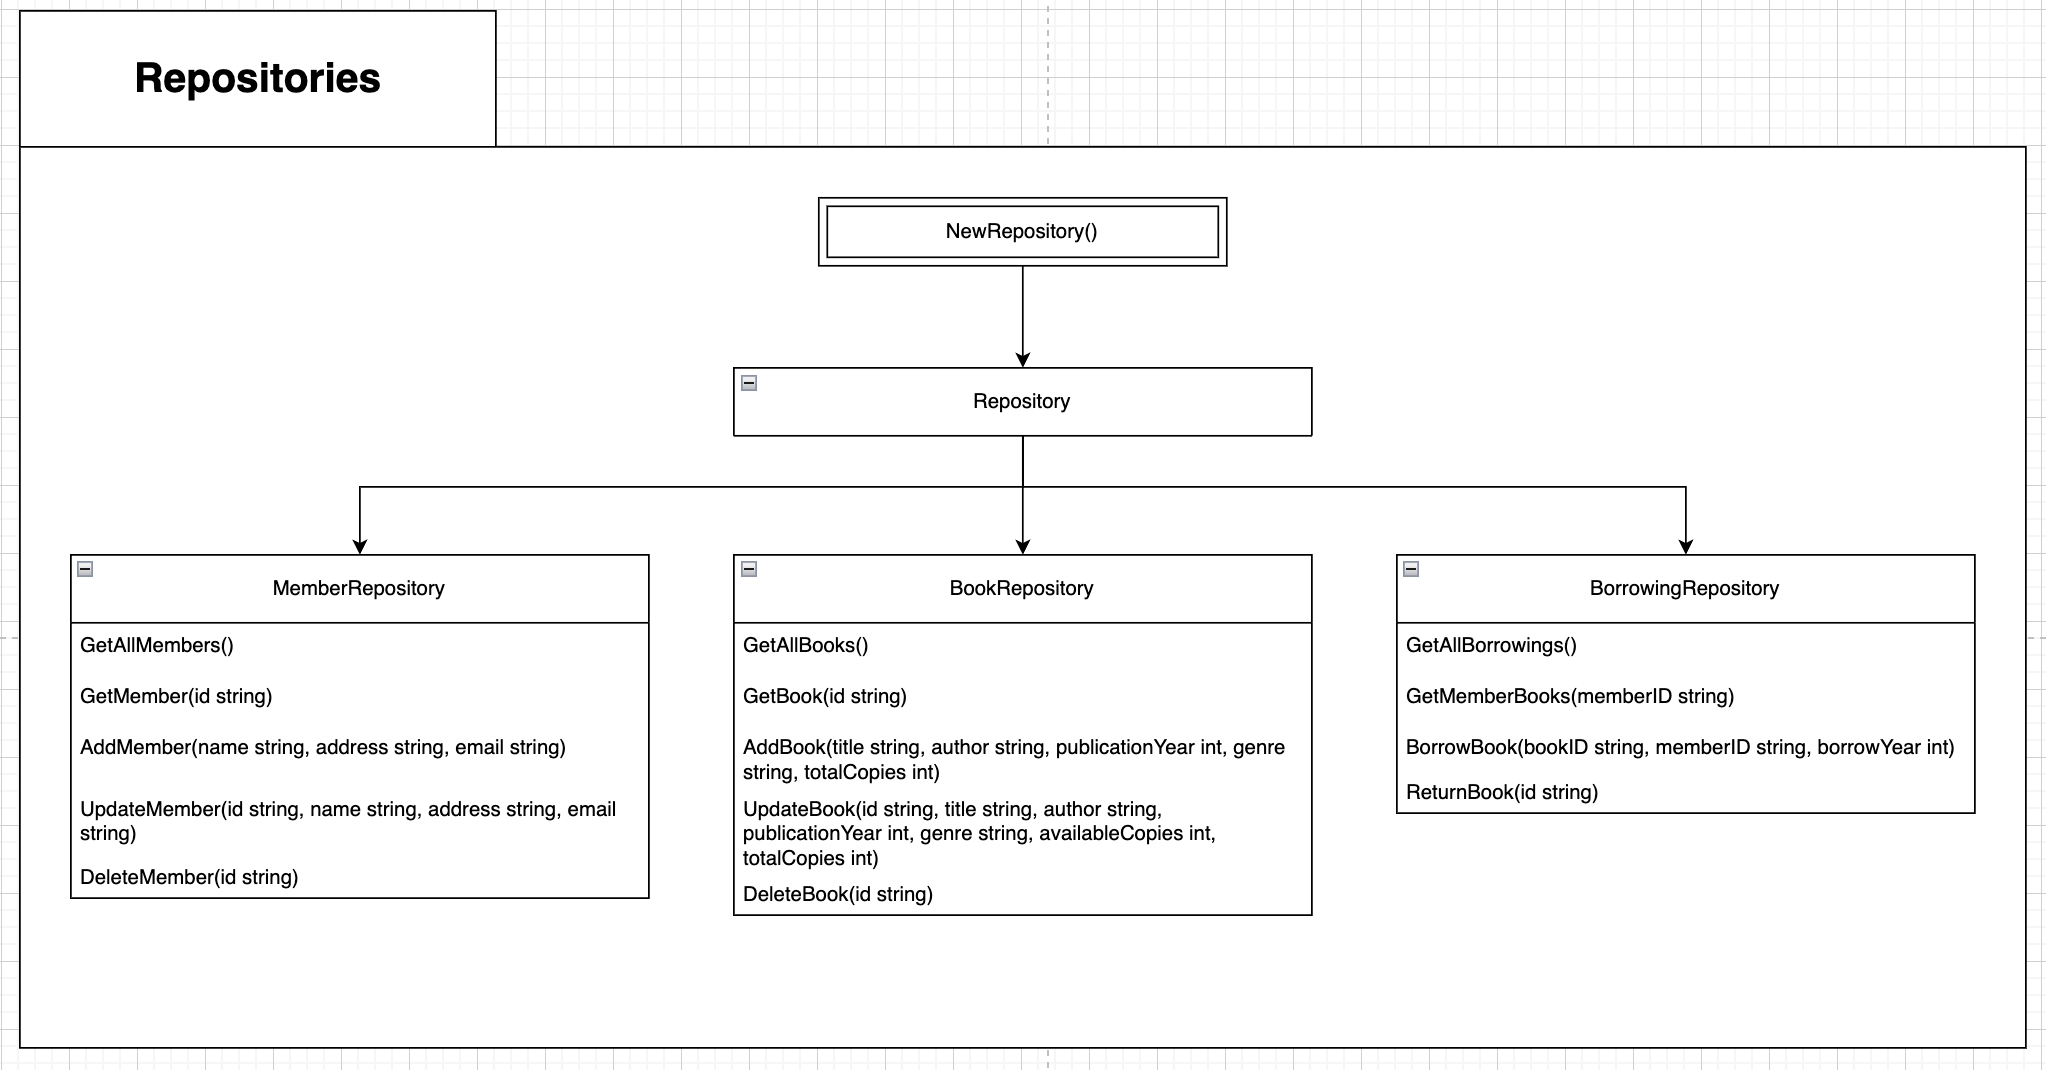 Repositories
NewRepository()
Repository
MemberRepository
GetAllMembers()
GetMember(id string)
AddMember(name string, address string, email string)
UpdateMember(id string, name string, address string, email
string)
DeleteMember(id string)
BookRepository
GetAllBooks()
GetBook(id string)
AddBook(title string, author string, publicationYear int, genre
string, totalCopies int)
UpdateBook(id string, title string, author string,
publicationYear int, genre string, availableCopies int,
totalCopies int)
DeleteBook(id string)
BorrowingRepository
GetAllBorrowings()
GetMemberBooks(memberID string)
BorrowBook(bookID string, memberID string, borrowYear int)
ReturnBook(id string)